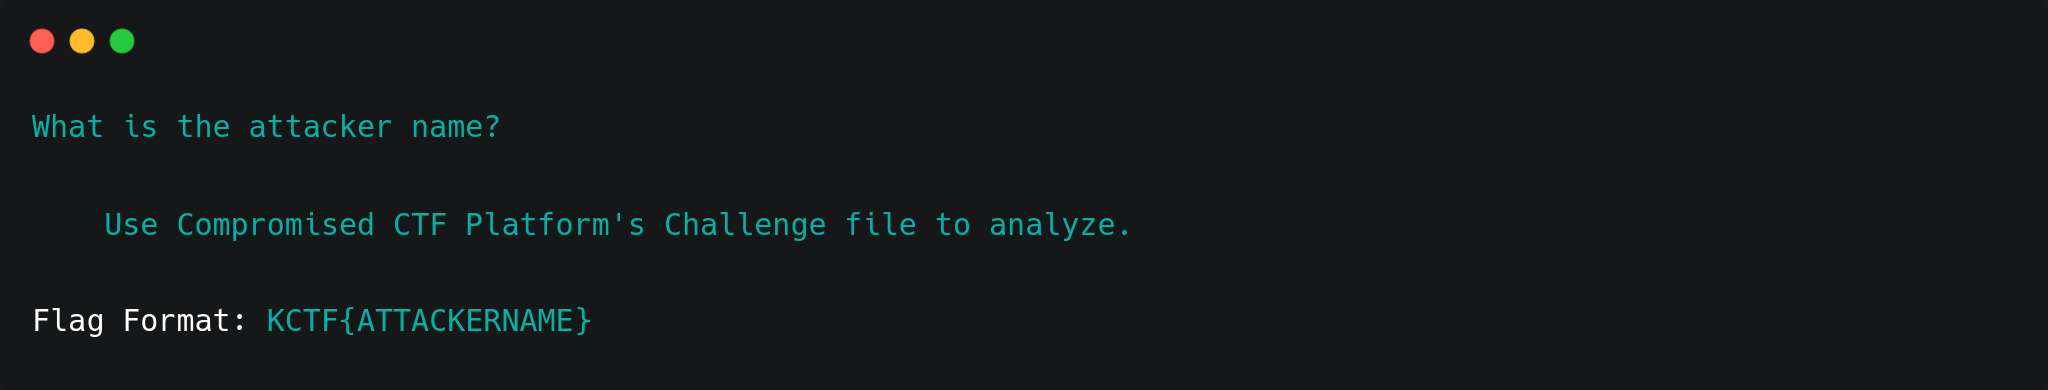 What is the attacker name?
Use Compromised CTF Platform's Challenge file to analyze.
Flag Format: KCTF{ATTACKERNAME}